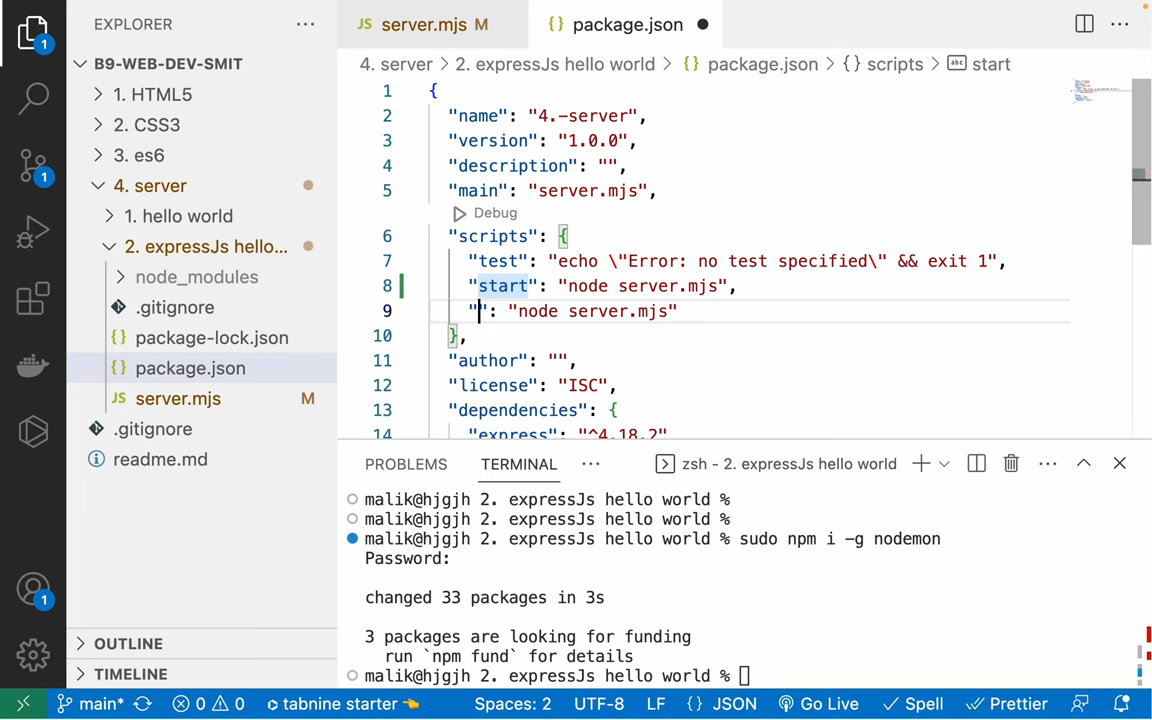 EXPLORER
B9-WEB-DEV-SMIT
1. HTML5
2. CSS3
3. es6
4. server
1. hello world
2. expressJs hello...
node_modules
.gitignore
package-lock.json
package.json
server.mjs M
.gitignore
readme.md
OUTLINE
TIMELINE
1
1
1
JS server.mjs M
{} package.json
4. server > 2. expressJs hello world > {} package.json > {} scripts > abc start
1 {
2 "name": "4.-server",
3 "version": "1.0.0",
4 "description": "",
5 "main": "server.mjs",
Debug
6 "scripts": {
7 "test": "echo \"Error: no test specified\" && exit 1",
8 "start": "node server.mjs",
9 "": "node server.mjs"
10 },
11 "author": "",
12 "license": "ISC",
13 "dependencies": {
14 "express": "^4.18.2"
PROBLEMS TERMINAL ... zsh - 2. expressJs hello world
malik@hjgjh 2. expressJs hello world %
malik@hjgjh 2. expressJs hello world %
malik@hjgjh 2. expressJs hello world % sudo npm i -g nodemon
Password:
changed 33 packages in 3s
3 packages are looking for funding
run `npm fund` for details
malik@hjgjh 2. expressJs hello world %
main* 0 0 tabnine starter Spaces: 2 UTF-8 LF {} JSON Go Live Spell Prettier